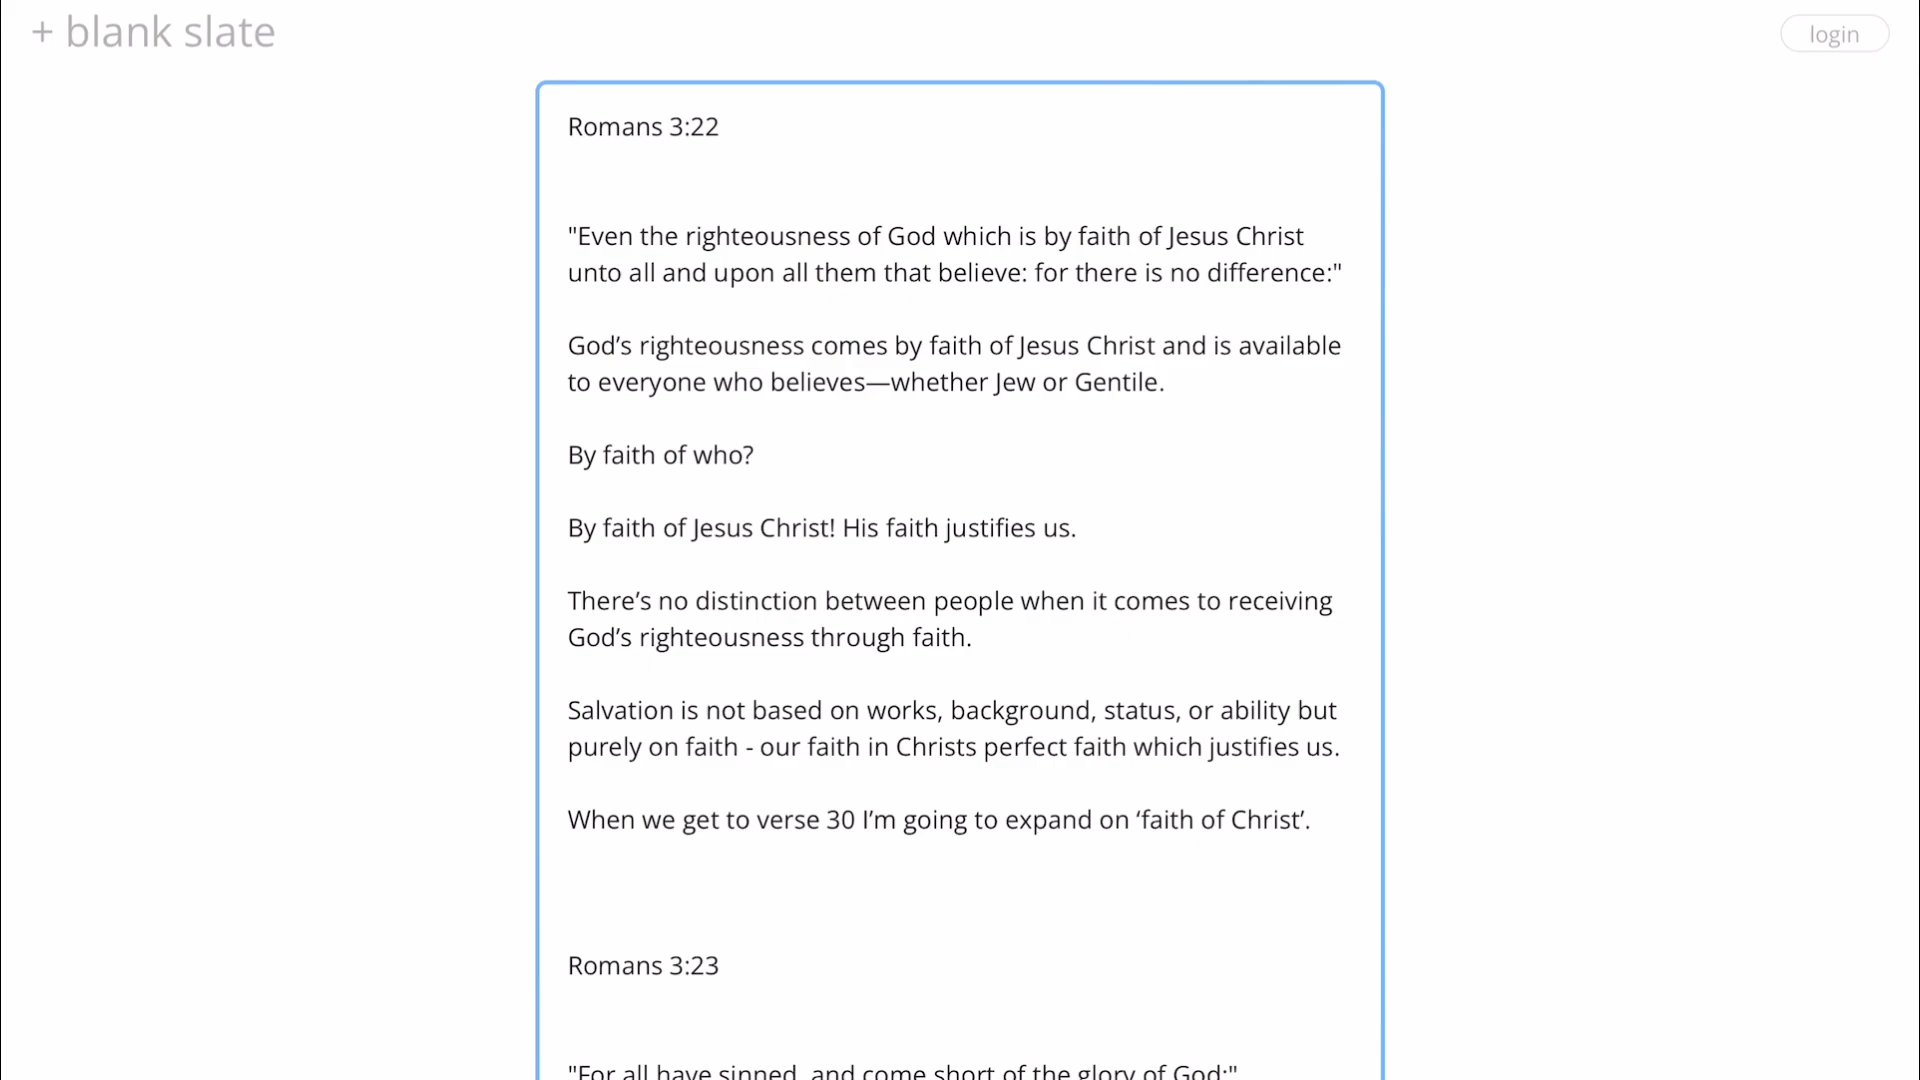 + blank slate
login
Romans 3:22
"Even the righteousness of God which is by faith of Jesus Christ
unto all and upon all them that believe: for there is no difference:"
God’s righteousness comes by faith of Jesus Christ and is available
to everyone who believes—whether Jew or Gentile.
By faith of who?
By faith of Jesus Christ! His faith justifies us.
There’s no distinction between people when it comes to receiving
God’s righteousness through faith.
Salvation is not based on works, background, status, or ability but
purely on faith - our faith in Christs perfect faith which justifies us.
When we get to verse 30 I’m going to expand on ‘faith of Christ’.
Romans 3:23
"For all have sinned, and come short of the glory of God;"